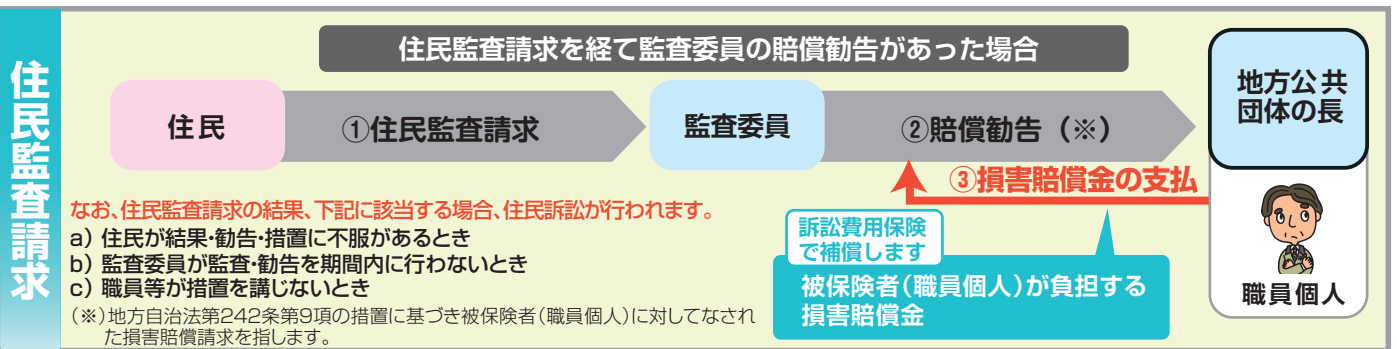 住民監査請求
住民監査請求を経て監査委員の賠償勧告があった場合
住民
①住民監査請求
監査委員
②賠償勧告（※）
地方公共
団体の長
③損害賠償金の支払
なお、住民監査請求の結果、下記に該当する場合、住民訴訟が行われます。
a）住民が結果・勧告・措置に不服があるとき
b）監査委員が監査・勧告を期間内に行わないとき
c）職員等が措置を講じないとき
（※）地方自治法第242条第9項の措置に基づき被保険者（職員個人）に対してなされ
た損害賠償請求を指します。
訴訟費用保険
で補償します
被保険者（職員個人）が負担する
損害賠償金
職員個人